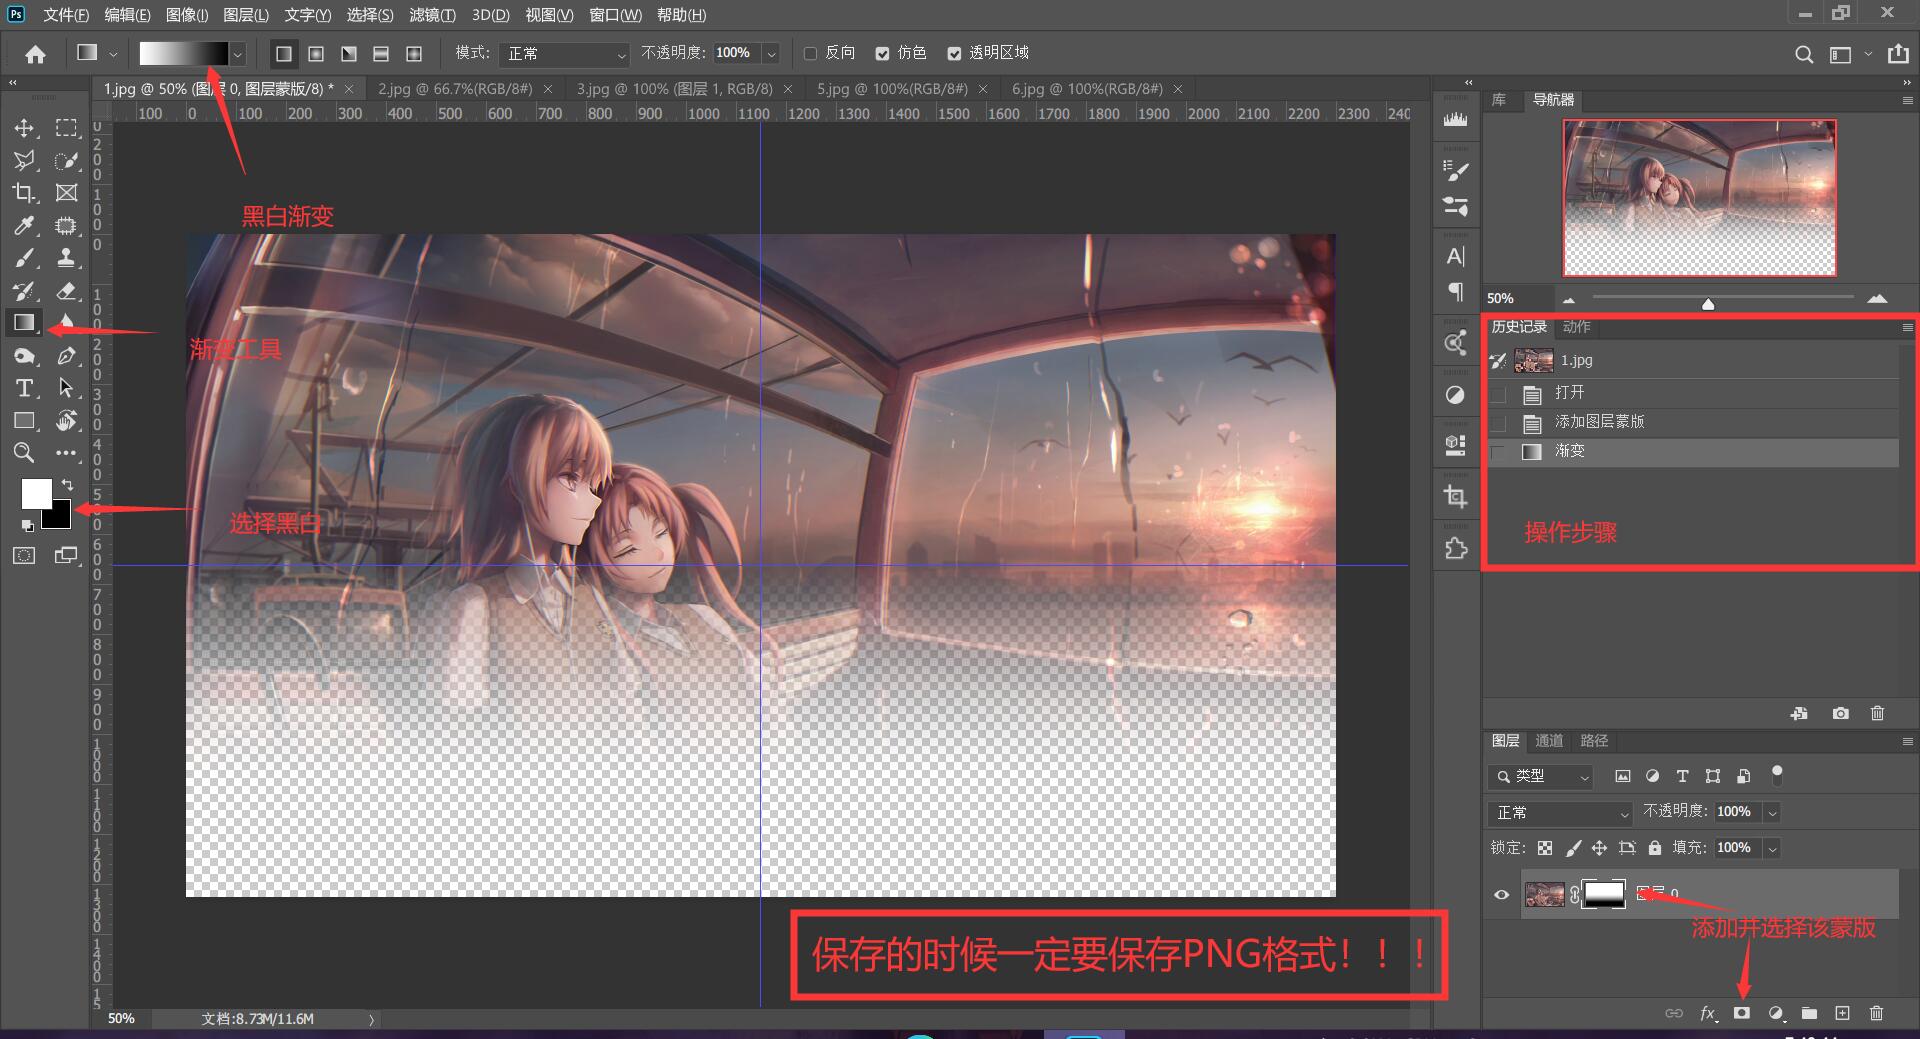 Ps 文件(F) 编辑(E) 图像(I) 图层(L) 文字(Y) 选择(S) 滤镜(T) 3D(D) 视图(V) 窗口(W) 帮助(H)
模式: 正常 不透明度: 100% 反向 仿色 透明区域
1.jpg @ 50% (图层 0, 图层蒙版/8) * × 2.jpg @ 66.7%(RGB/8#) × 3.jpg @ 100% (图层 1, RGB/8) × 5.jpg @ 100%(RGB/8#) × 6.jpg @ 100%(RGB/8#) ×
100 0 100 200 300 400 500 600 700 800 900 1000 1100 1200 1300 1400 1500 1600 1700 1800 1900 2000 2100 2200 2300 240
黑白渐变
渐变工具
选择黑白
保存的时候一定要保存PNG格式！！！
50% 文档:8.73M/11.6M
库 导航器
50%
历史记录 动作
1.jpg
打开
添加图层蒙版
渐变
操作步骤
图层 通道 路径
类型
正常 不透明度: 100%
锁定: 填充: 100%
图层 0
添加并选择该蒙版
fx